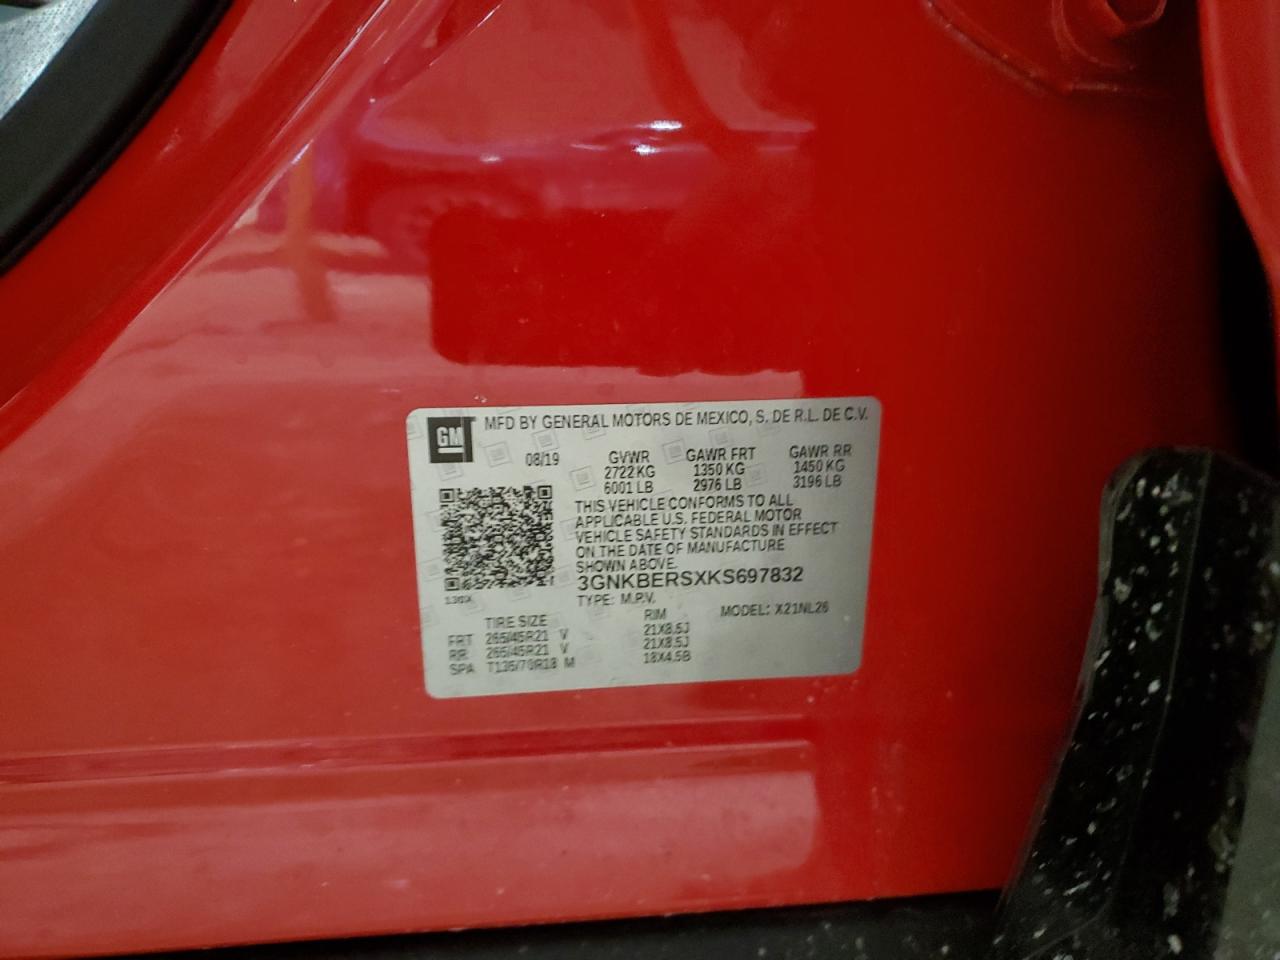 GM
MFD BY GENERAL MOTORS DE MEXICO, S. DE R.L. DE C.V.
08/19 GVWR GAWR FRT GAWR RR
2722 KG 1350 KG 1450 KG
6001 LB 2976 LB 3196 LB
THIS VEHICLE CONFORMS TO ALL
APPLICABLE U.S. FEDERAL MOTOR
VEHICLE SAFETY STANDARDS IN EFFECT
ON THE DATE OF MANUFACTURE
SHOWN ABOVE.
3GNKBERSXKS697832
TYPE: M.P.V. MODEL: X21NL26
TIRE SIZE RIM
FRT 265/45R21 V 21X8.5J
RR 265/45R21 V 21X8.5J
SPA T135/70R18 M 18X4.5B